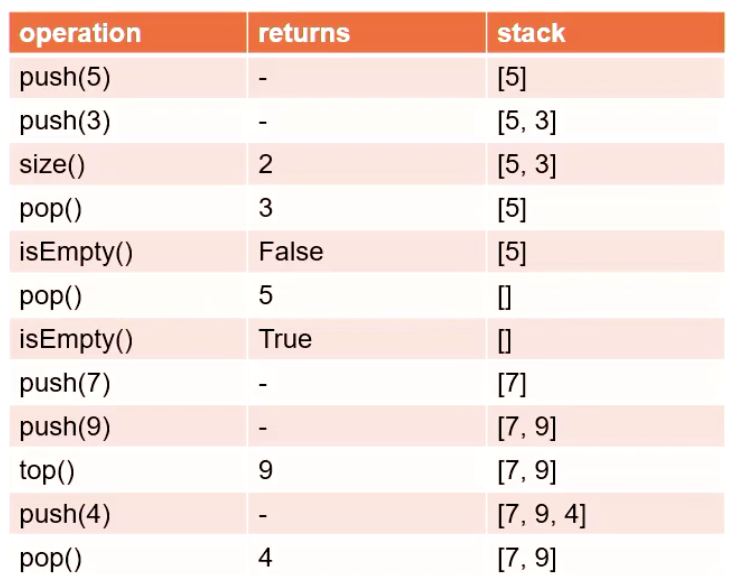 operation returns stack
push(5) - [5]
push(3) - [5, 3]
size() 2 [5, 3]
pop() 3 [5]
isEmpty() False [5]
pop() 5 []
isEmpty() True []
push(7) - [7]
push(9) - [7, 9]
top() 9 [7, 9]
push(4) - [7, 9, 4]
pop() 4 [7, 9]